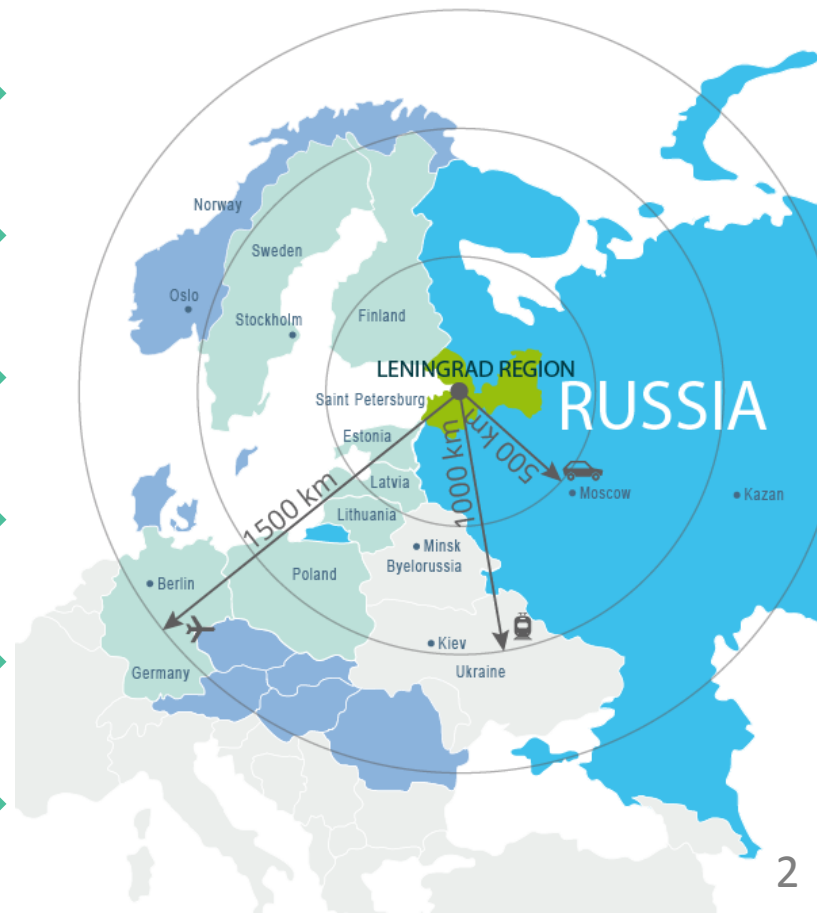 Norway
Sweden
Oslo
Stockholm
Finland
LENINGRAD REGION
Saint Petersburg
RUSSIA
Estonia
500 km
1000 km
1500 km
Latvia
Moscow
Kazan
Lithuania
Minsk
Byelorussia
Berlin
Poland
Kiev
Germany
Ukraine
2